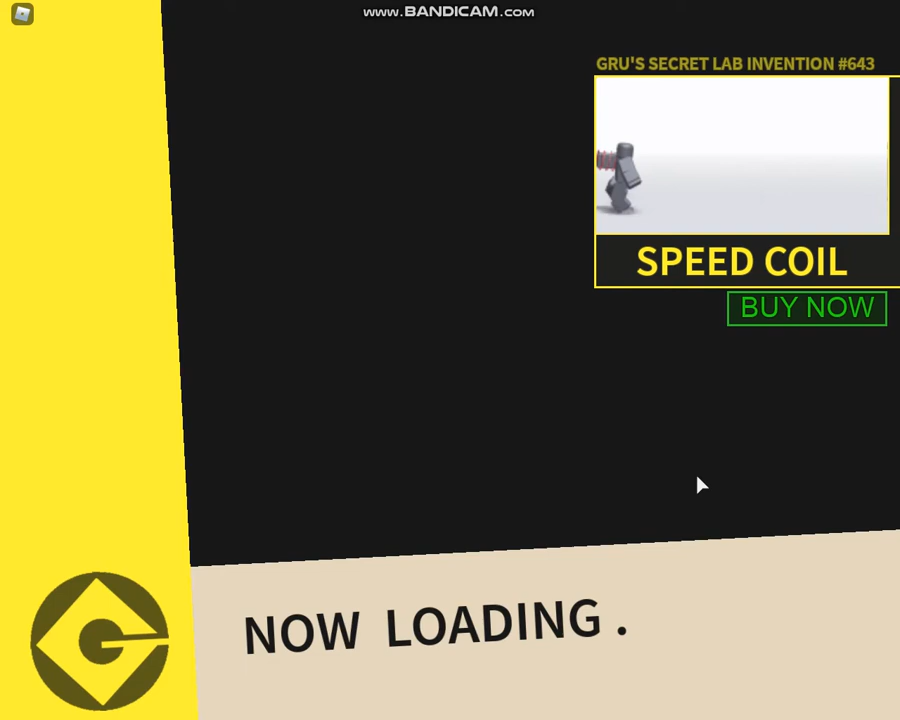 www.BANDICAM.com
GRU'S SECRET LAB INVENTION #643
SPEED COIL
BUY NOW
NOW LOADING .